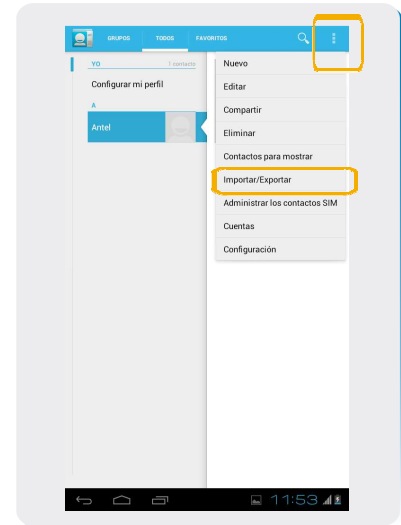 GRUPOS TODOS FAVORITOS
YO 1 contacto
Configurar mi perfil
A
Antel
Nuevo
Editar
Compartir
Eliminar
Contactos para mostrar
Importar/Exportar
Administrar los contactos SIM
Cuentas
Configuración
11:53